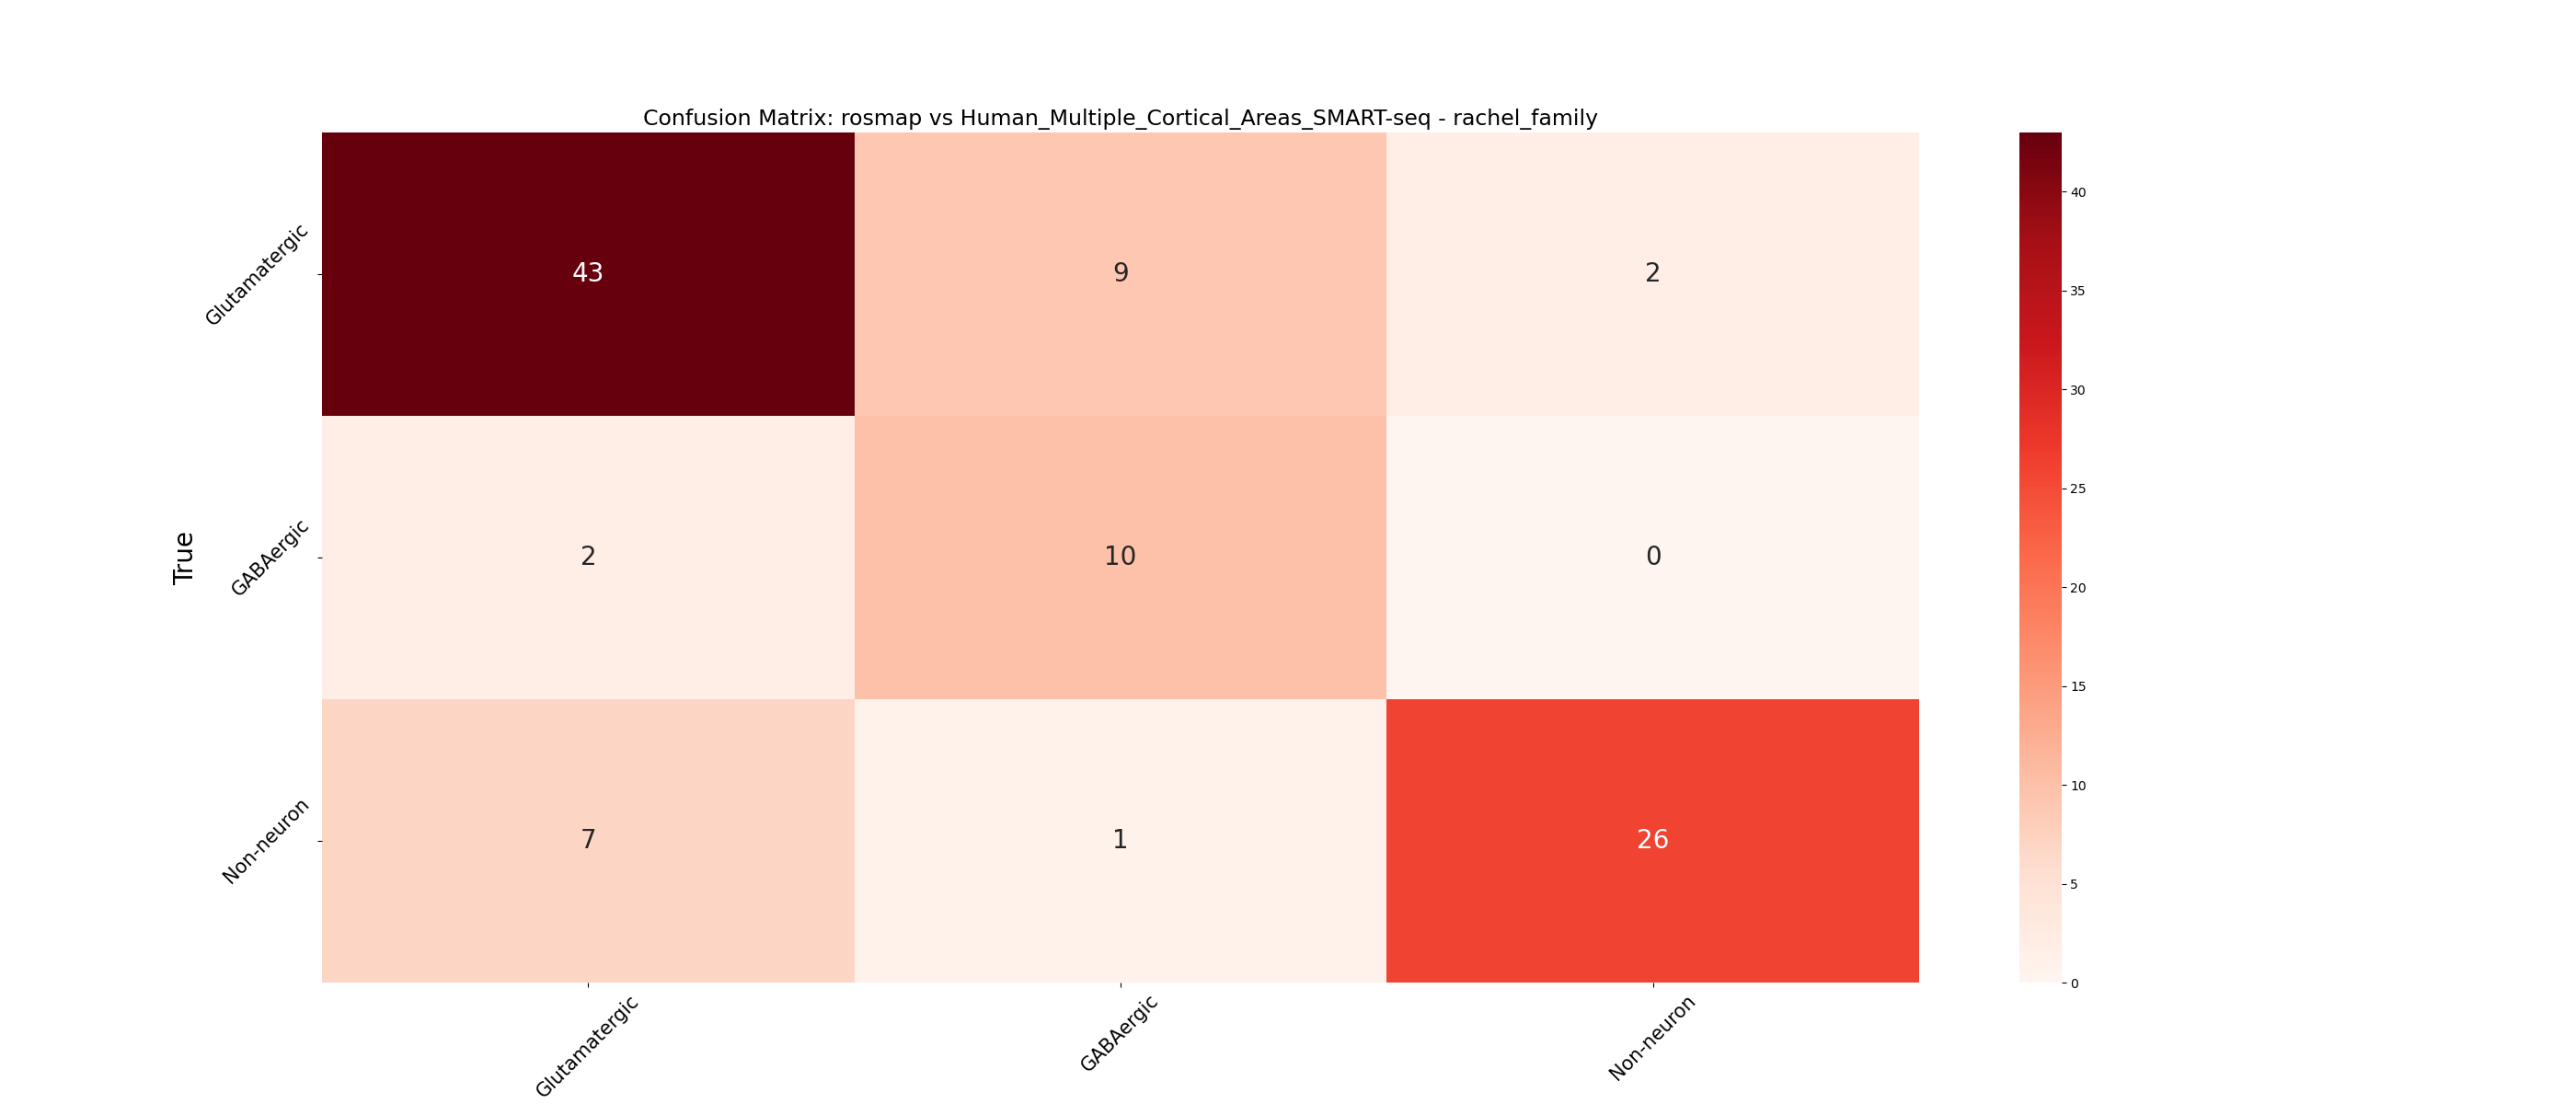 Confusion Matrix: rosmap vs Human_Multiple_Cortical_Areas_SMART-seq - rachel_family
True
Glutamatergic
43
9
2
GABAergic
2
10
0
Non-neuron
7
1
26
Glutamatergic
GABAergic
Non-neuron
40
35
30
25
20
15
10
5
0